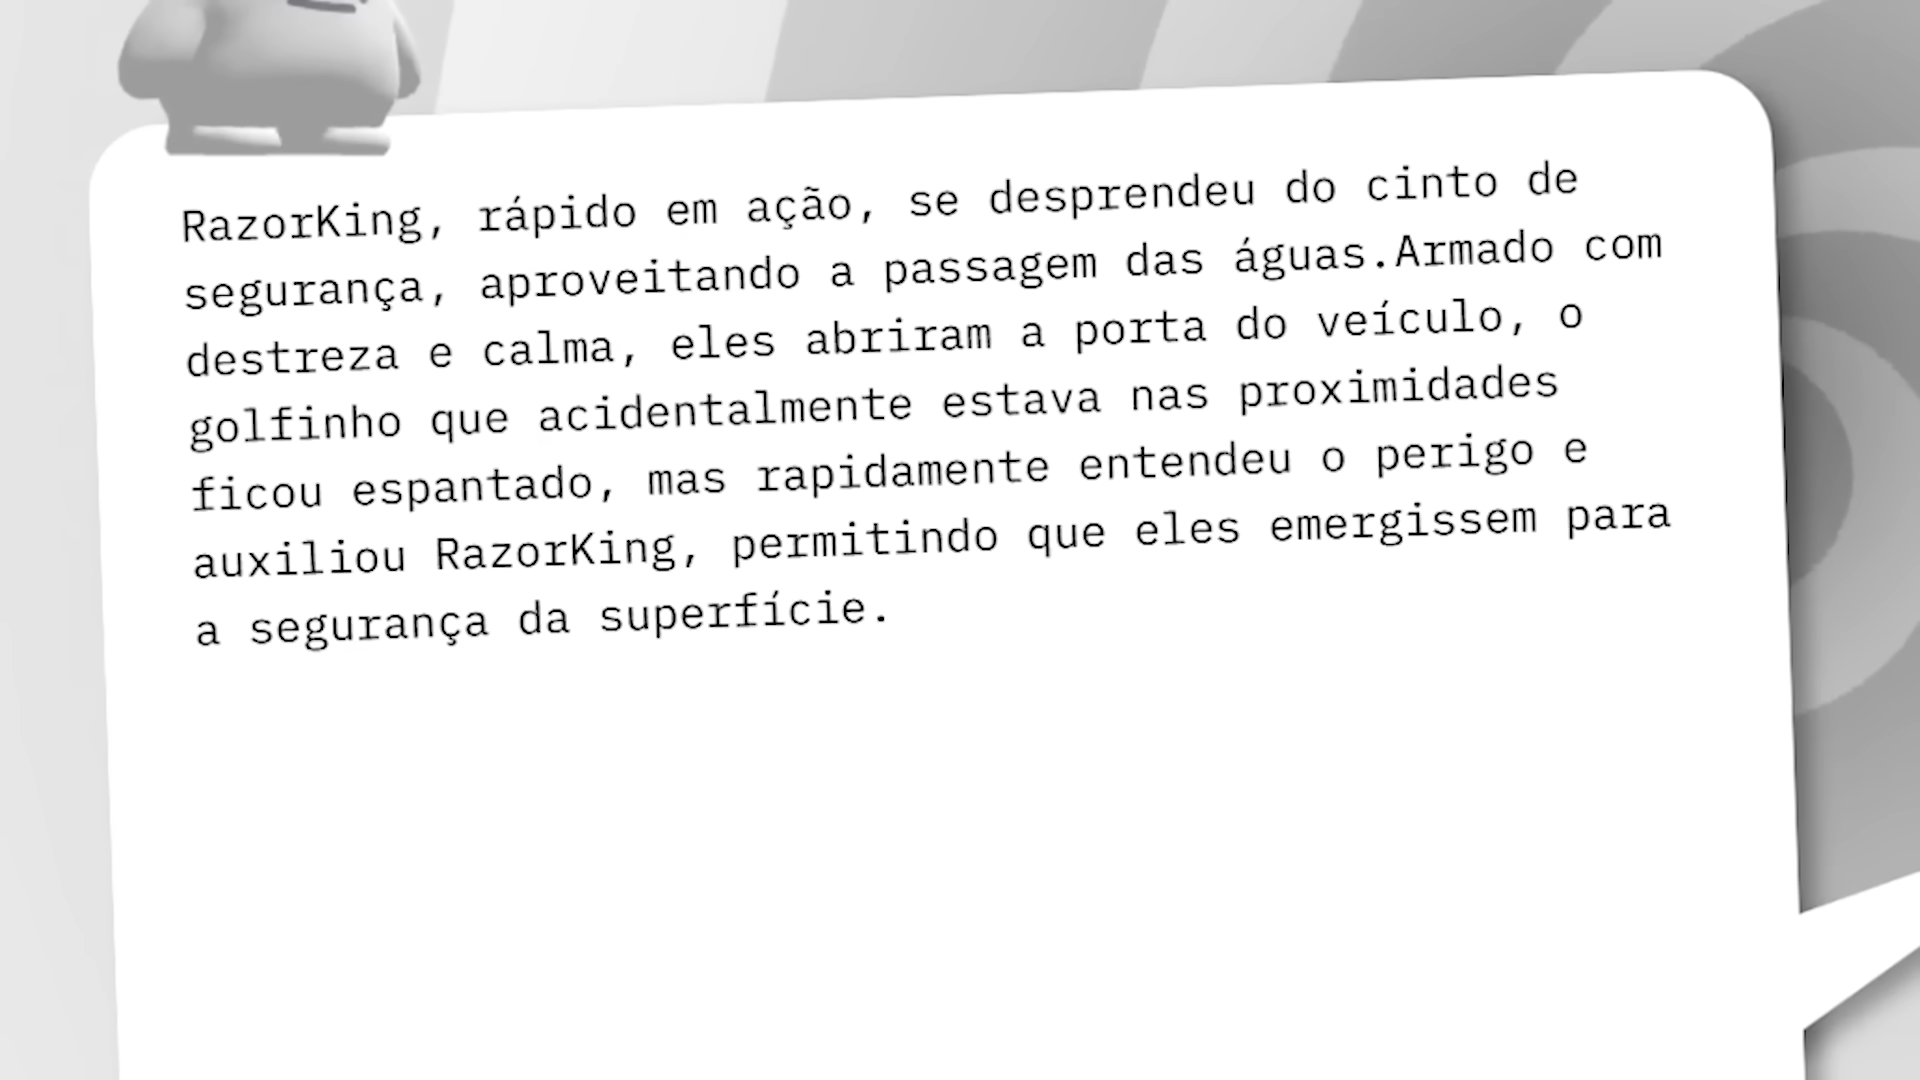 RazorKing, rápido em ação, se desprendeu do cinto de
segurança, aproveitando a passagem das águas.Armado com
destreza e calma, eles abriram a porta do veículo, o
golfinho que acidentalmente estava nas proximidades
ficou espantado, mas rapidamente entendeu o perigo e
auxiliou RazorKing, permitindo que eles emergissem para
a segurança da superfície.